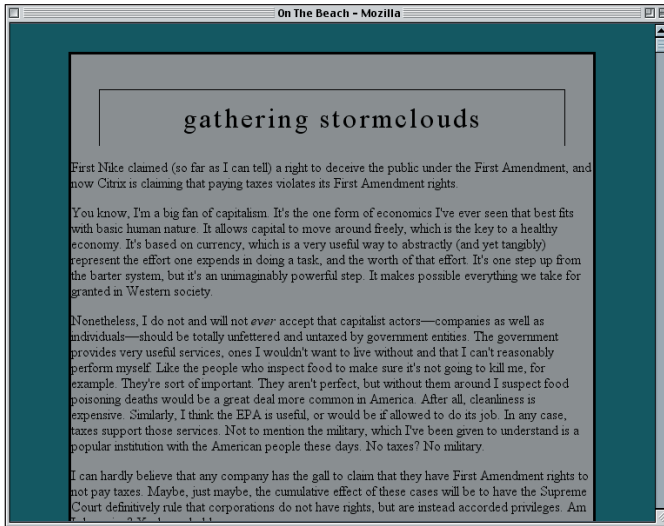 On The Beach - Mozilla
gathering stormclouds
First Nike claimed (so far as I can tell) a right to deceive the public under the First Amendment, and
now Citrix is claiming that paying taxes violates its First Amendment rights.
You know, I'm a big fan of capitalism. It's the one form of economics I've ever seen that best fits
with basic human nature. It allows capital to move around freely, which is the key to a healthy
economy. It's based on currency, which is a very useful way to abstractly (and yet tangibly)
represent the effort one expends in doing a task, and the worth of that effort. It's one step up from
the barter system, but it's an unimaginably powerful step. It makes possible everything we take for
granted in Western society.
Nonetheless, I do not and will not ever accept that capitalist actors—companies as well as
individuals—should be totally unfettered and untaxed by government entities. The government
provides very useful services, ones I wouldn't want to live without and that I can't reasonably
perform myself. Like the people who inspect food to make sure it's not going to kill me, for
example. They're sort of important. They aren't perfect, but without them around I suspect food
poisoning deaths would be a great deal more common in America. After all, cleanliness is
expensive. Similarly, I think the EPA is useful, or would be if allowed to do its job. In any case,
taxes support those services. Not to mention the military, which I've been given to understand is a
popular institution with the American people these days. No taxes? No military.
I can hardly believe that any company has the gall to claim that they have First Amendment rights to
not pay taxes. Maybe, just maybe, the cumulative effect of these cases will be to have the Supreme
Court definitively rule that corporations do not have rights, but are instead accorded privileges. Am